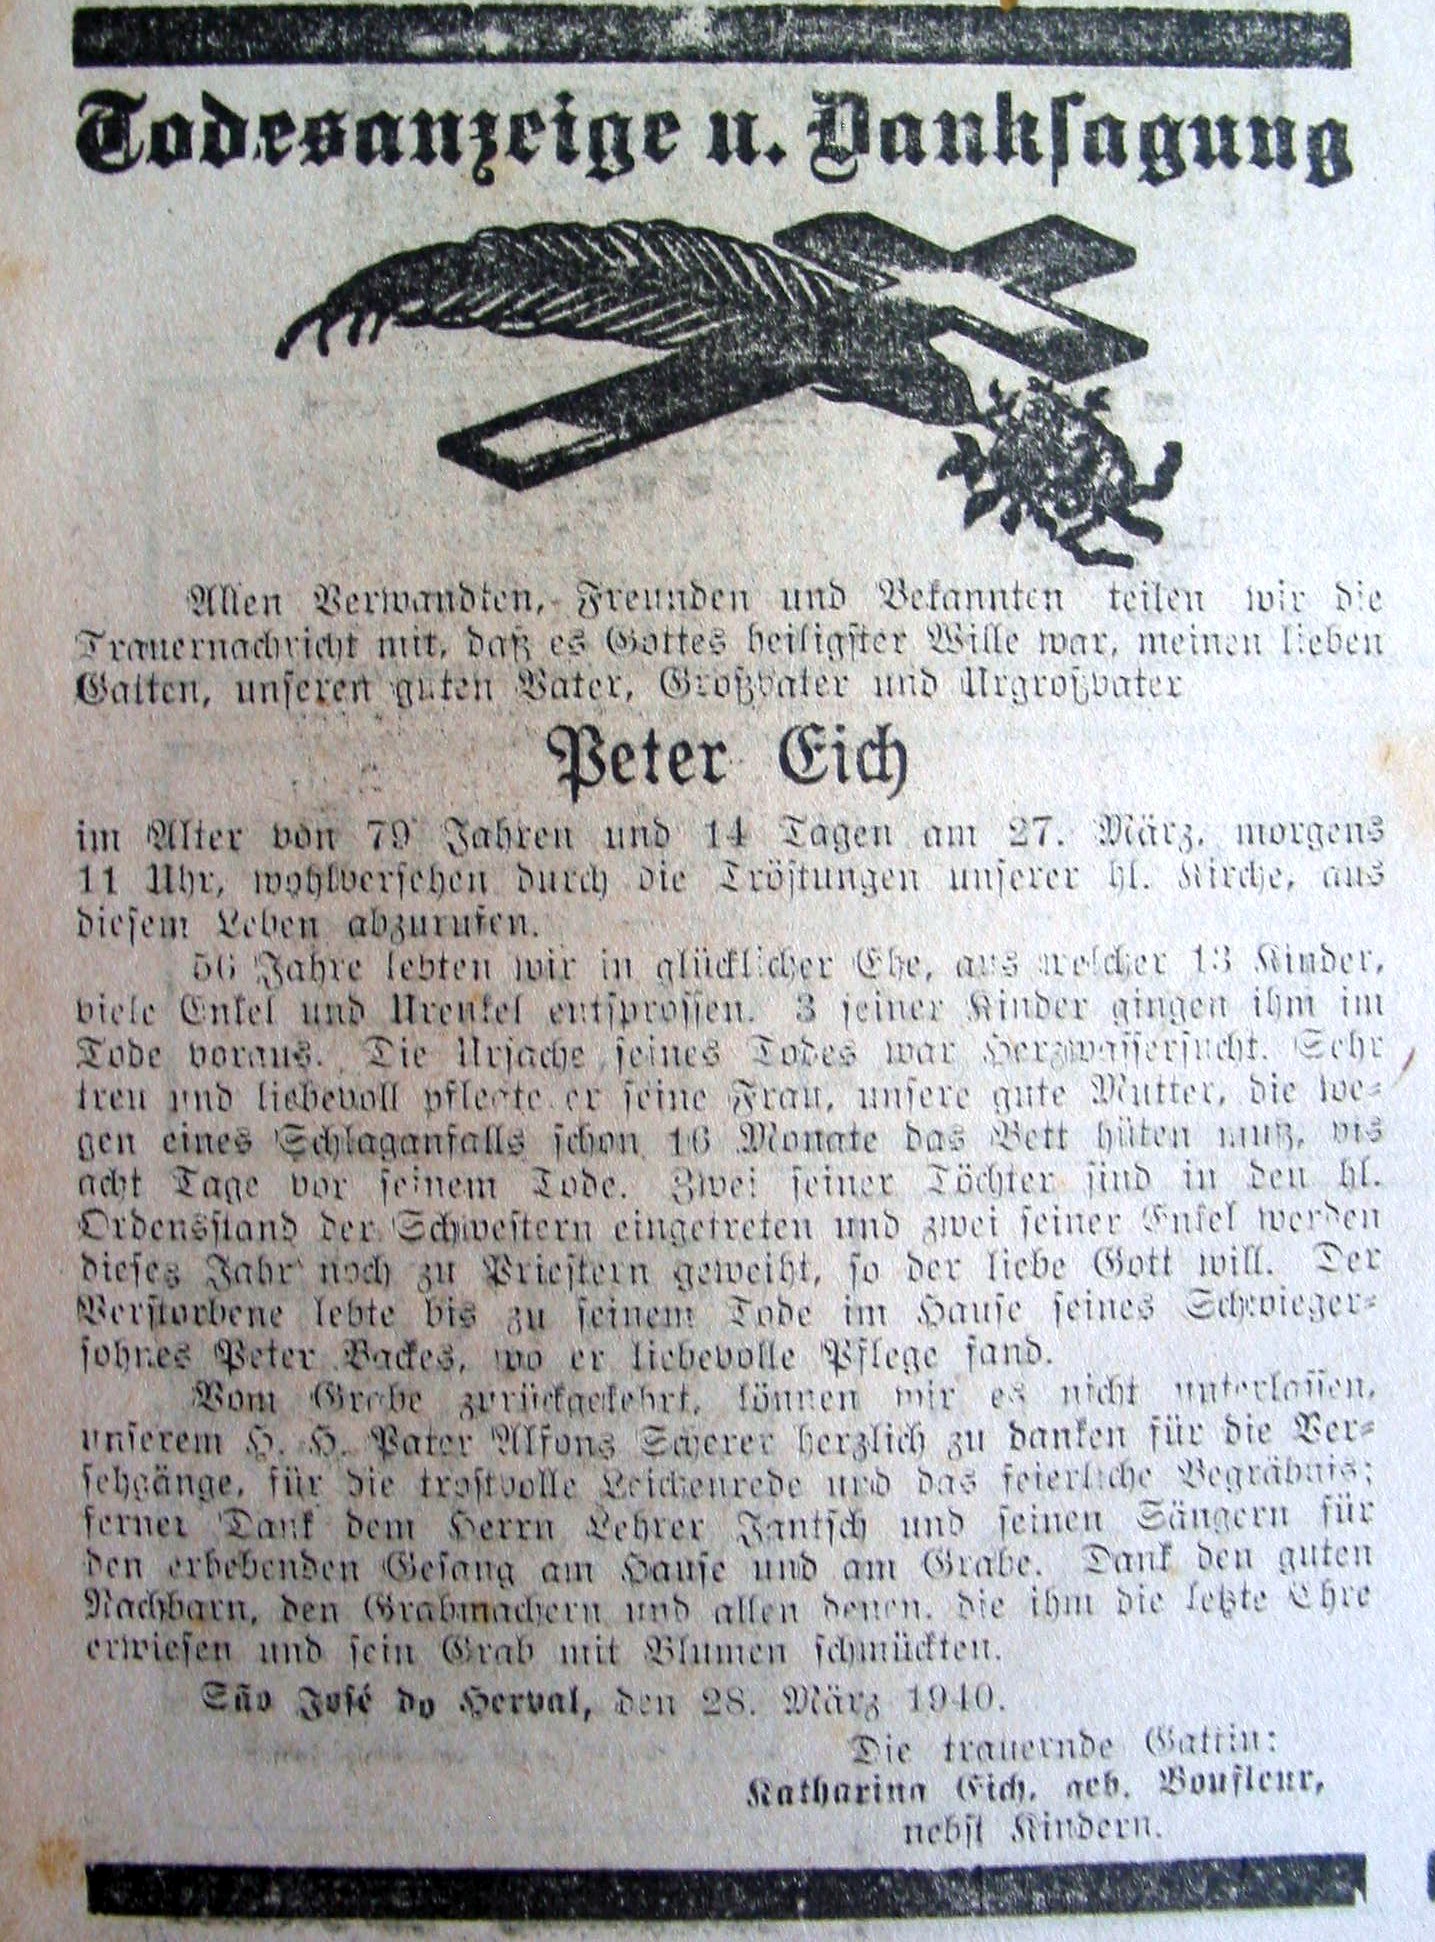 Todesanzeige u. Danksagung
Allen Verwandten, Freunden und Bekannten teilen wir die
Trauernachricht mit, daß es Gottes heiligster Wille war, meinen lieben
Gatten, unseren guten Vater, Großvater und Urgroßvater
Peter Eich
im Alter von 79 Jahren und 14 Tagen am 27. März, morgens
11 Uhr, wohlversehen durch die Tröstungen unserer hl. Kirche, aus
diesem Leben abzurufen.
56 Jahre lebten wir in glücklicher Ehe, aus welcher 13 Kinder,
viele Enkel und Urenkel entsprossen. 3 seiner Kinder gingen ihm im
Tode voraus. Die Ursache seines Todes war Herzwassersucht. Sehr
treu und liebevoll pflegte er seine Frau, unsere gute Mutter, die we-
gen eines Schlaganfalls schon 16 Monate das Bett hüten muß, bis
acht Tage vor seinem Tode. Zwei seiner Töchter sind in den hl.
Ordensstand der Schwestern eingetreten und zwei seiner Enkel werden
dieses Jahr noch zu Priestern geweiht, so der liebe Gott will. Der
Verstorbene lebte bis zu seinem Tode im Hause seines Schwieger-
sohnes Peter Backes, wo er liebevolle Pflege fand.
Vom Grabe zurückgekehrt, können wir es nicht unterlassen,
unserem H. H. Pater Alfons Scherer herzlich zu danken für die Ver-
sehgänge, für die trostvolle Leichenrede und das feierliche Begräbnis;
ferner Dank dem Herrn Lehrer Jantsch und seinen Sängern für
den erhebenden Gesang am Hause und am Grabe. Dank den guten
Nachbarn, den Grabmachern und allen denen, die ihm die letzte Ehre
erwiesen und sein Grab mit Blumen schmückten.
São José do Herval, den 28. März 1940.
Die trauernde Gattin:
Katharina Eich, geb. Boufleur,
nebst Kindern.